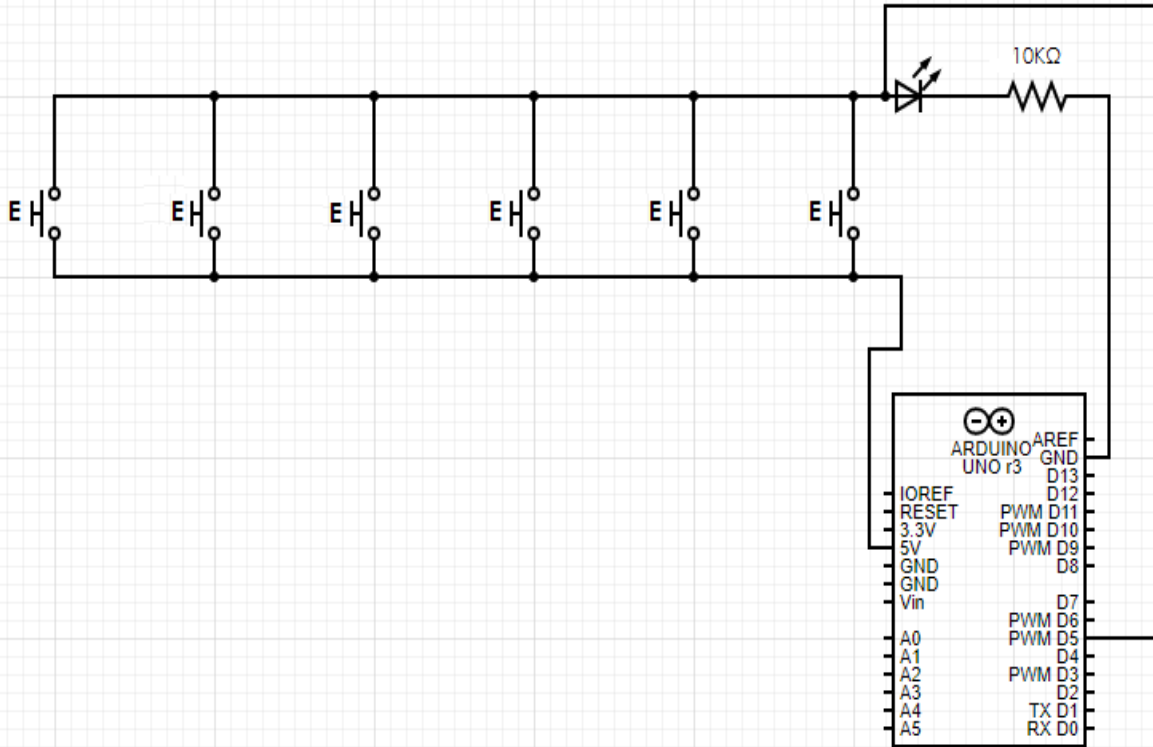 10KΩ
E E E E E E
ARDUINO
UNO r3
AREF
GND
D13
IOREF D12
RESET PWM D11
3.3V PWM D10
5V PWM D9
GND D8
GND
Vin D7
PWM D6
A0 PWM D5
A1 D4
A2 PWM D3
A3 D2
A4 TX D1
A5 RX D0